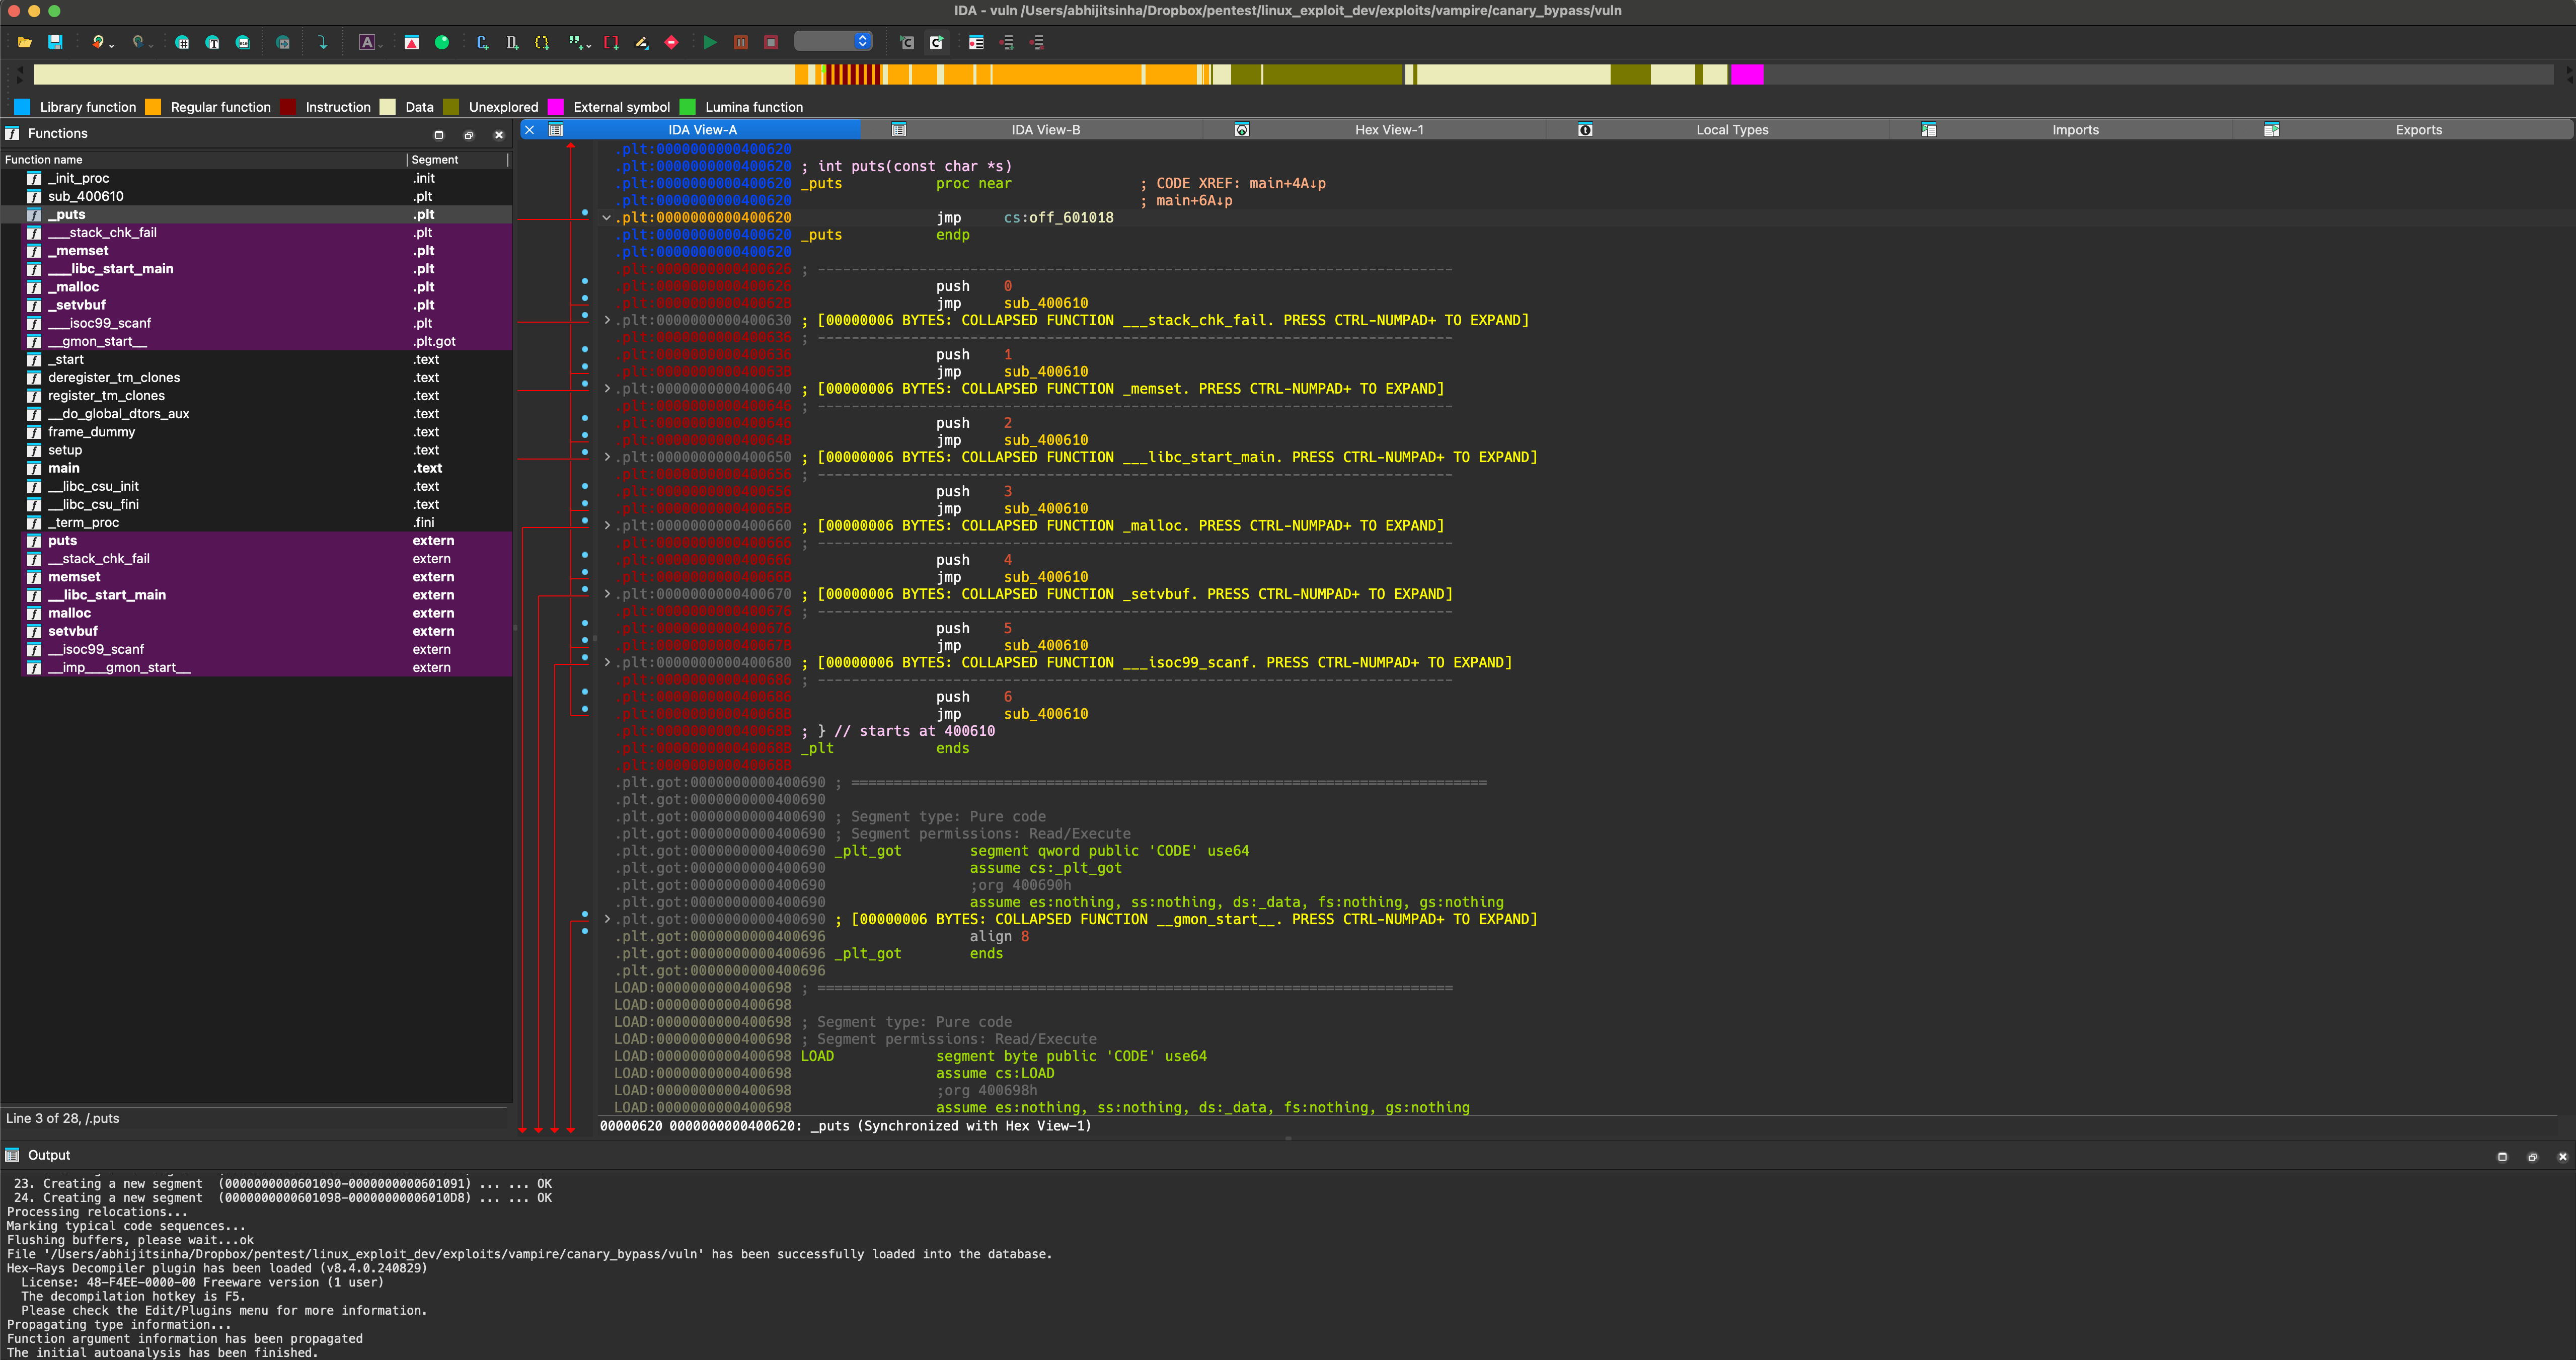 IDA - vuln /Users/abhijitsinha/Dropbox/pentest/linux_exploit_dev/exploits/vampire/canary_bypass/vuln
Library function Regular function Instruction Data Unexplored External symbol Lumina function
Functions
Function name Segment
_init_proc .init
sub_400610 .plt
_puts .plt
___stack_chk_fail .plt
_memset .plt
___libc_start_main .plt
_malloc .plt
_setvbuf .plt
___isoc99_scanf .plt
__gmon_start__ .plt.got
_start .text
deregister_tm_clones .text
register_tm_clones .text
__do_global_dtors_aux .text
frame_dummy .text
setup .text
main .text
__libc_csu_init .text
__libc_csu_fini .text
_term_proc .fini
puts extern
__stack_chk_fail extern
memset extern
__libc_start_main extern
malloc extern
setvbuf extern
__isoc99_scanf extern
__imp___gmon_start__ extern
Line 3 of 28, /.puts
IDA View-A IDA View-B Hex View-1 Local Types Imports Exports
.plt:0000000000400620
.plt:0000000000400620 ; int puts(const char *s)
.plt:0000000000400620 _puts proc near ; CODE XREF: main+4A↓p
.plt:0000000000400620 ; main+6A↓p
.plt:0000000000400620 jmp cs:off_601018
.plt:0000000000400620 _puts endp
.plt:0000000000400620
.plt:0000000000400626 ; ---------------------------------------------------------------------------
.plt:0000000000400626 push 0
.plt:000000000040062B jmp sub_400610
.plt:0000000000400630 ; [00000006 BYTES: COLLAPSED FUNCTION ___stack_chk_fail. PRESS CTRL-NUMPAD+ TO EXPAND]
.plt:0000000000400636 ; ---------------------------------------------------------------------------
.plt:0000000000400636 push 1
.plt:000000000040063B jmp sub_400610
.plt:0000000000400640 ; [00000006 BYTES: COLLAPSED FUNCTION _memset. PRESS CTRL-NUMPAD+ TO EXPAND]
.plt:0000000000400646 ; ---------------------------------------------------------------------------
.plt:0000000000400646 push 2
.plt:000000000040064B jmp sub_400610
.plt:0000000000400650 ; [00000006 BYTES: COLLAPSED FUNCTION ___libc_start_main. PRESS CTRL-NUMPAD+ TO EXPAND]
.plt:0000000000400656 ; ---------------------------------------------------------------------------
.plt:0000000000400656 push 3
.plt:000000000040065B jmp sub_400610
.plt:0000000000400660 ; [00000006 BYTES: COLLAPSED FUNCTION _malloc. PRESS CTRL-NUMPAD+ TO EXPAND]
.plt:0000000000400666 ; ---------------------------------------------------------------------------
.plt:0000000000400666 push 4
.plt:000000000040066B jmp sub_400610
.plt:0000000000400670 ; [00000006 BYTES: COLLAPSED FUNCTION _setvbuf. PRESS CTRL-NUMPAD+ TO EXPAND]
.plt:0000000000400676 ; ---------------------------------------------------------------------------
.plt:0000000000400676 push 5
.plt:000000000040067B jmp sub_400610
.plt:0000000000400680 ; [00000006 BYTES: COLLAPSED FUNCTION ___isoc99_scanf. PRESS CTRL-NUMPAD+ TO EXPAND]
.plt:0000000000400686 ; ---------------------------------------------------------------------------
.plt:0000000000400686 push 6
.plt:000000000040068B jmp sub_400610
.plt:000000000040068B ; } // starts at 400610
.plt:000000000040068B _plt ends
.plt:000000000040068B
.plt.got:0000000000400690 ; ===========================================================================
.plt.got:0000000000400690
.plt.got:0000000000400690 ; Segment type: Pure code
.plt.got:0000000000400690 ; Segment permissions: Read/Execute
.plt.got:0000000000400690 _plt_got segment qword public 'CODE' use64
.plt.got:0000000000400690 assume cs:_plt_got
.plt.got:0000000000400690 ;org 400690h
.plt.got:0000000000400690 assume es:nothing, ss:nothing, ds:_data, fs:nothing, gs:nothing
.plt.got:0000000000400690 ; [00000006 BYTES: COLLAPSED FUNCTION __gmon_start__. PRESS CTRL-NUMPAD+ TO EXPAND]
.plt.got:0000000000400696 align 8
.plt.got:0000000000400696 _plt_got ends
.plt.got:0000000000400696
LOAD:0000000000400698 ; ===========================================================================
LOAD:0000000000400698
LOAD:0000000000400698 ; Segment type: Pure code
LOAD:0000000000400698 ; Segment permissions: Read/Execute
LOAD:0000000000400698 LOAD segment byte public 'CODE' use64
LOAD:0000000000400698 assume cs:LOAD
LOAD:0000000000400698 ;org 400698h
LOAD:0000000000400698 assume es:nothing, ss:nothing, ds:_data, fs:nothing, gs:nothing
00000620 0000000000400620: _puts (Synchronized with Hex View-1)
Output
23. Creating a new segment (0000000000601090-0000000000601091) ... ... OK
24. Creating a new segment (0000000000601098-00000000006010D8) ... ... OK
Processing relocations...
Marking typical code sequences...
Flushing buffers, please wait...ok
File '/Users/abhijitsinha/Dropbox/pentest/linux_exploit_dev/exploits/vampire/canary_bypass/vuln' has been successfully loaded into the database.
Hex-Rays Decompiler plugin has been loaded (v8.4.0.240829)
License: 48-F4EE-0000-00 Freeware version (1 user)
The decompilation hotkey is F5.
Please check the Edit/Plugins menu for more information.
Propagating type information...
Function argument information has been propagated
The initial autoanalysis has been finished.